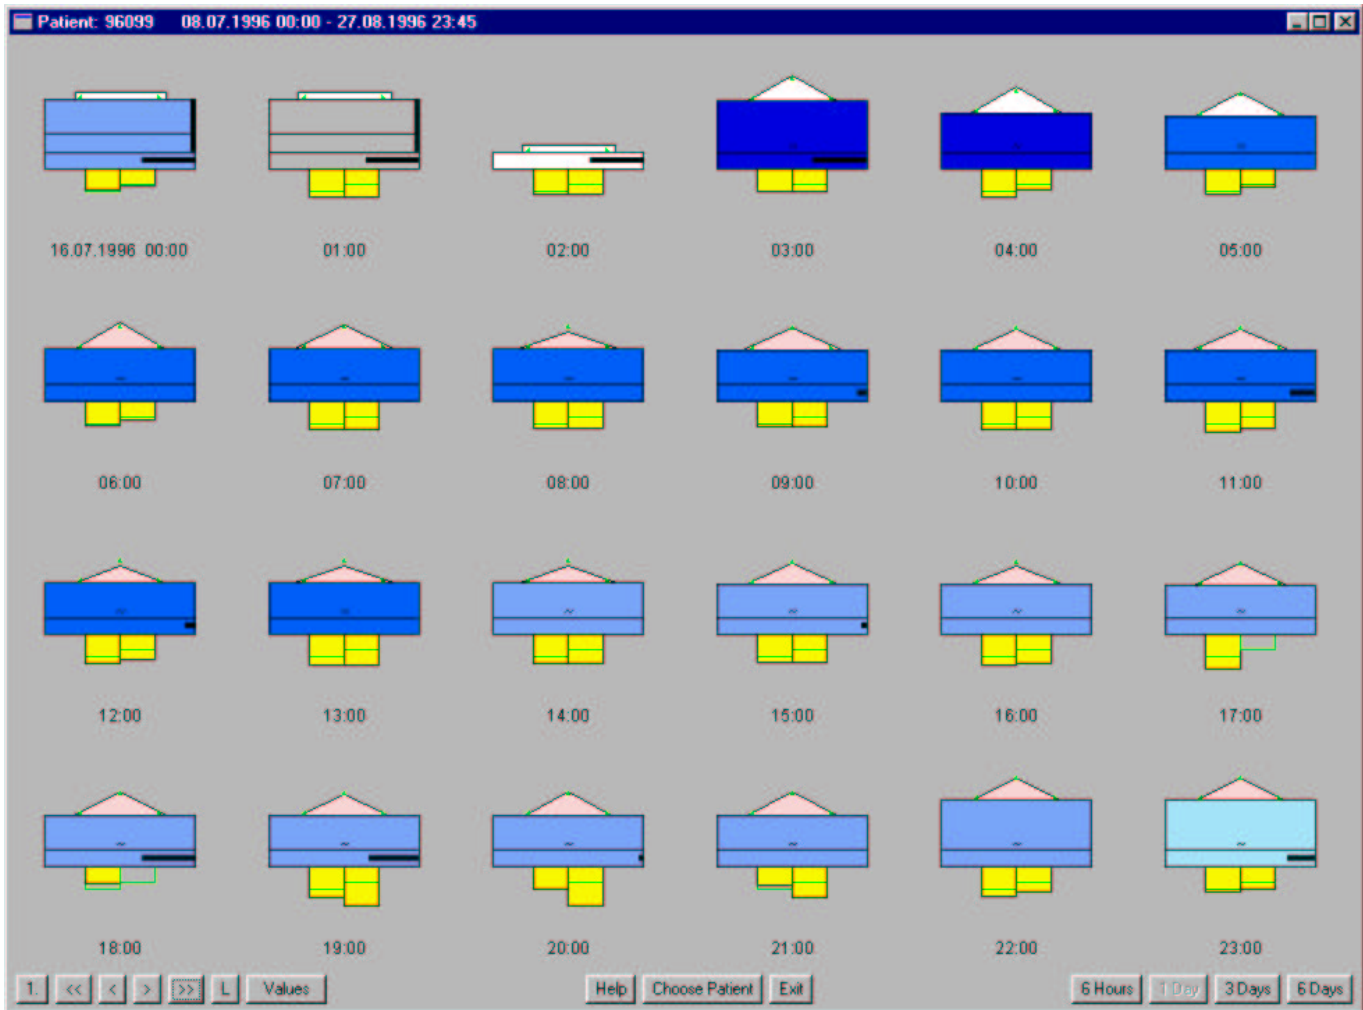 Patient: 96099 08.07.1996 00:00 - 27.08.1996 23:45
16.07.1996 00:00 01:00 02:00 03:00 04:00 05:00
06:00 07:00 08:00 09:00 10:00 11:00
12:00 13:00 14:00 15:00 16:00 17:00
18:00 19:00 20:00 21:00 22:00 23:00
1. << < > >> L Values Help Choose Patient Exit 6 Hours 1 Day 3 Days 6 Days